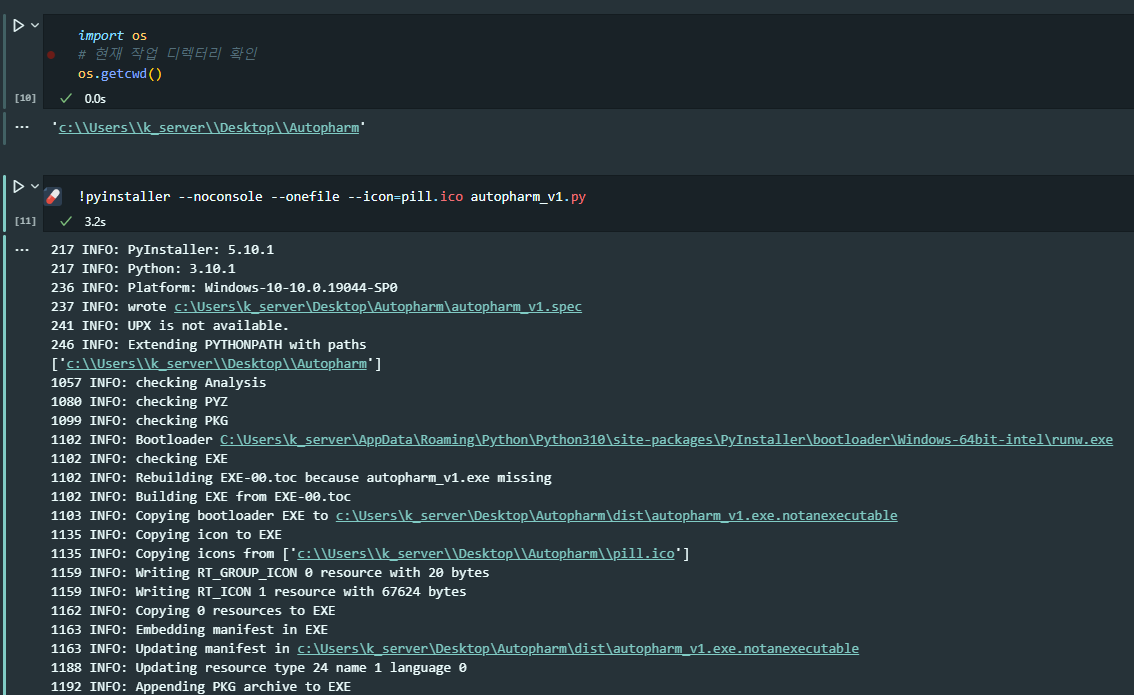 import os
# 현재 작업 디렉터리 확인
os.getcwd()
[10] 0.0s
... 'c:\\Users\\k_server\\Desktop\\Autopharm'
!pyinstaller --noconsole --onefile --icon=pill.ico autopharm_v1.py
[11] 3.2s
... 217 INFO: PyInstaller: 5.10.1
217 INFO: Python: 3.10.1
236 INFO: Platform: Windows-10-10.0.19044-SP0
237 INFO: wrote c:\Users\k_server\Desktop\Autopharm\autopharm_v1.spec
241 INFO: UPX is not available.
246 INFO: Extending PYTHONPATH with paths
['c:\\Users\\k_server\\Desktop\\Autopharm']
1057 INFO: checking Analysis
1080 INFO: checking PYZ
1099 INFO: checking PKG
1102 INFO: Bootloader C:\Users\k_server\AppData\Roaming\Python\Python310\site-packages\PyInstaller\bootloader\Windows-64bit-intel\runw.exe
1102 INFO: checking EXE
1102 INFO: Rebuilding EXE-00.toc because autopharm_v1.exe missing
1102 INFO: Building EXE from EXE-00.toc
1103 INFO: Copying bootloader EXE to c:\Users\k_server\Desktop\Autopharm\dist\autopharm_v1.exe.notanexecutable
1135 INFO: Copying icon to EXE
1135 INFO: Copying icons from ['c:\\Users\\k_server\\Desktop\\Autopharm\\pill.ico']
1159 INFO: Writing RT_GROUP_ICON 0 resource with 20 bytes
1159 INFO: Writing RT_ICON 1 resource with 67624 bytes
1162 INFO: Copying 0 resources to EXE
1163 INFO: Embedding manifest in EXE
1163 INFO: Updating manifest in c:\Users\k_server\Desktop\Autopharm\dist\autopharm_v1.exe.notanexecutable
1188 INFO: Updating resource type 24 name 1 language 0
1192 INFO: Appending PKG archive to EXE